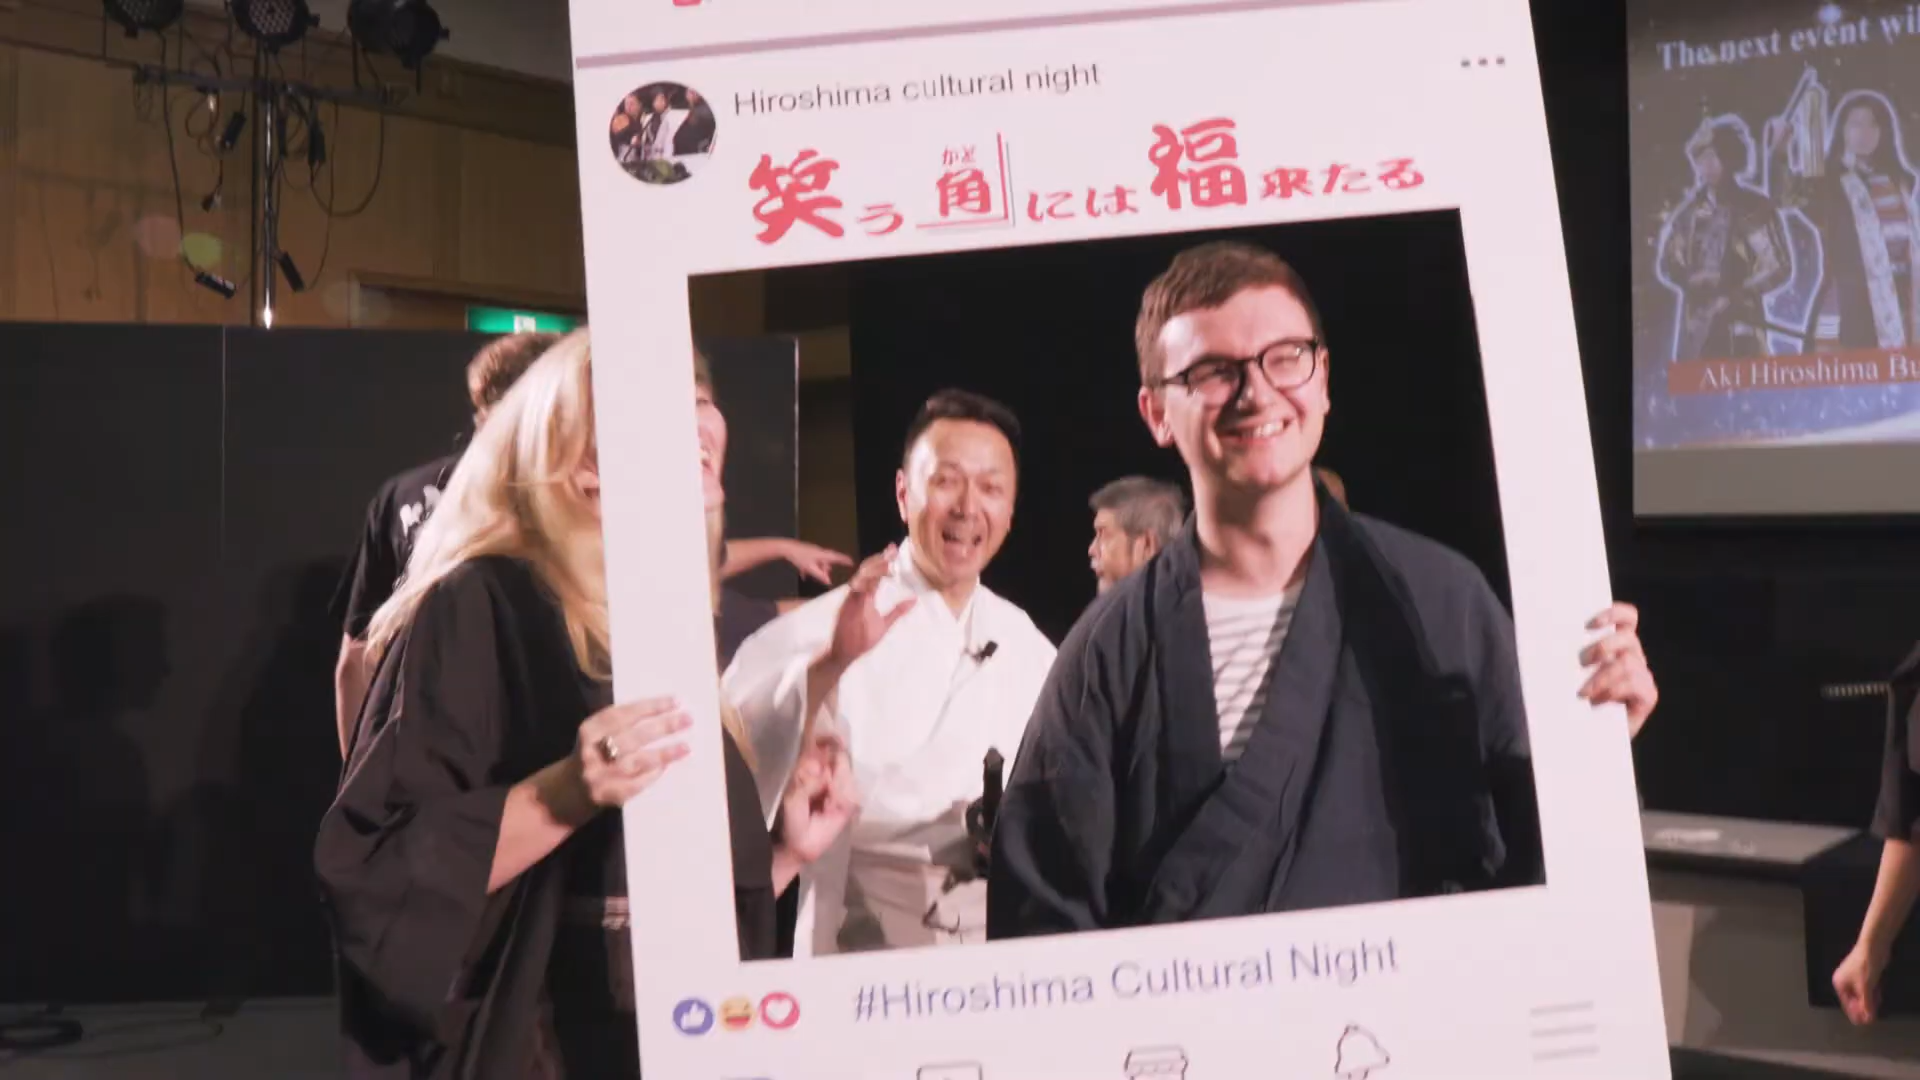 Hiroshima cultural night
かど
笑う角には福来たる
#Hiroshima Cultural Night
The next event wil
Aki Hiroshima Bu